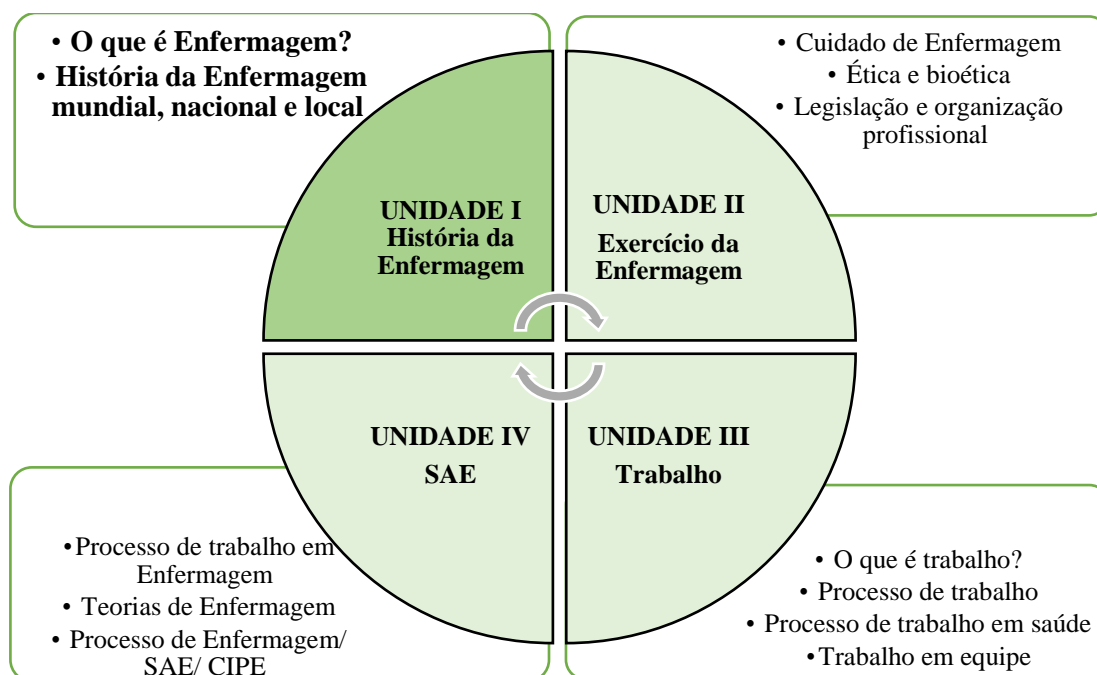 • O que é Enfermagem?
• História da Enfermagem
mundial, nacional e local
• Cuidado de Enfermagem
• Ética e bioética
• Legislação e organização
profissional
UNIDADE I
História da
Enfermagem
UNIDADE II
Exercício da
Enfermagem
UNIDADE IV
SAE
UNIDADE III
Trabalho
•Processo de trabalho em
Enfermagem
• Teorias de Enfermagem
• Processo de Enfermagem/
SAE/ CIPE
• O que é trabalho?
• Processo de trabalho
• Processo de trabalho em saúde
•Trabalho em equipe